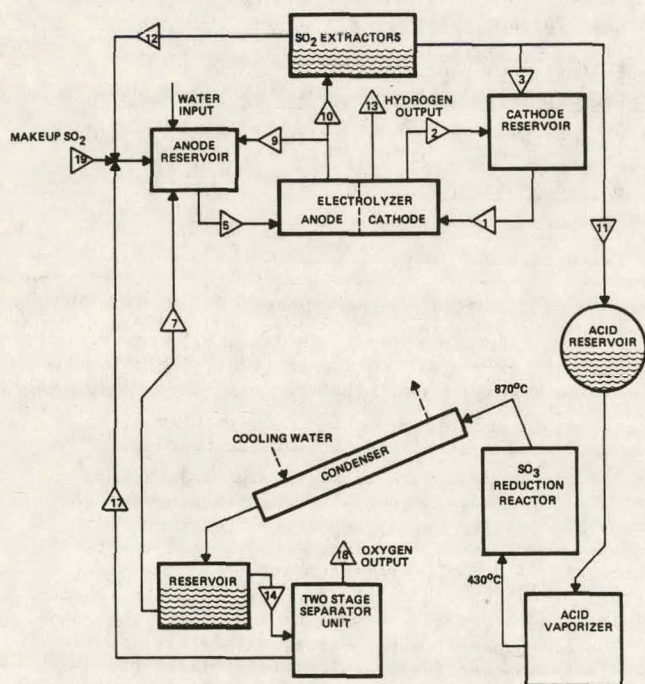 12
SO2 EXTRACTORS
3
WATER
INPUT
10
13
HYDROGEN
OUTPUT
2
CATHODE
RESERVOIR
MAKEUP SO2
19
ANODE
RESERVOIR
9
5
ELECTROLYZER
ANODE
CATHODE
1
11
7
ACID
RESERVOIR
870°C
COOLING WATER
CONDENSER
SO3
REDUCTION
REACTOR
17
18
OXYGEN
OUTPUT
430°C
RESERVOIR
14
TWO STAGE
SEPARATOR
UNIT
ACID
VAPORIZER